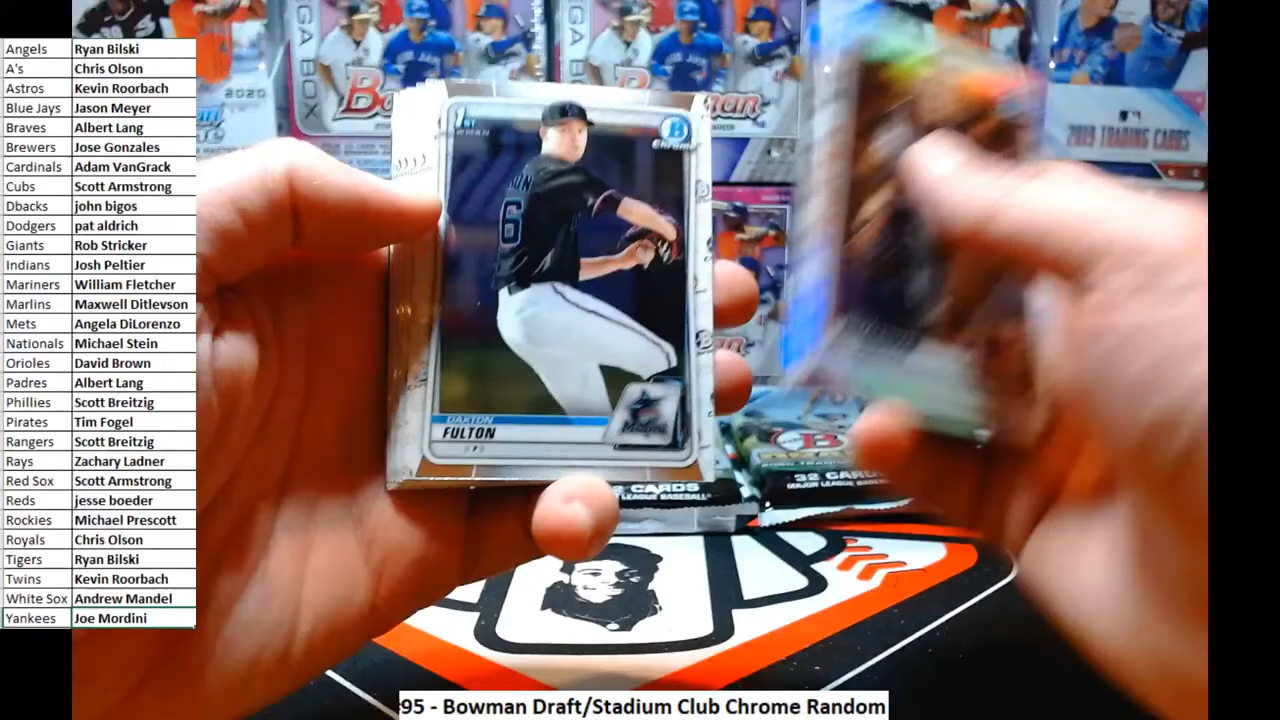 Angels Ryan Bilski
A's Chris Olson
Astros Kevin Roorbach
Blue Jays Jason Meyer
Braves Albert Lang
Brewers Jose Gonzales
Cardinals Adam VanGrack
Cubs Scott Armstrong
Dbacks john bigos
Dodgers pat aldrich
Giants Rob Stricker
Indians Josh Peltier
Mariners William Fletcher
Marlins Maxwell Ditlevson
Mets Angela DiLorenzo
Nationals Michael Stein
Orioles David Brown
Padres Albert Lang
Phillies Scott Breitzig
Pirates Tim Fogel
Rangers Scott Breitzig
Rays Zachary Ladner
Red Sox Scott Armstrong
Reds jesse boeder
Rockies Michael Prescott
Royals Chris Olson
Tigers Ryan Bilski
Twins Kevin Roorbach
White Sox Andrew Mandel
Yankees Joe Mordini
2020
2019 TRADING CARDS
1ST
B
Chrome
6
DAXTON
FULTON
32 CARDS
MAJOR LEAGUE BASEBALL
95 - Bowman Draft/Stadium Club Chrome Random